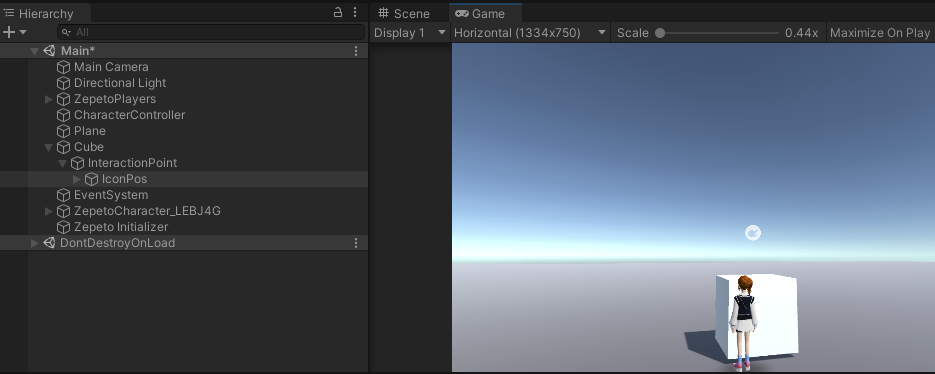 Hierarchy
All
Main*
Main Camera
Directional Light
ZepetoPlayers
CharacterController
Plane
Cube
InteractionPoint
IconPos
EventSystem
ZepetoCharacter_LEBJ4G
Zepeto Initializer
DontDestroyOnLoad
Scene
Game
Display 1
Horizontal (1334x750)
Scale
0.44x
Maximize On Play